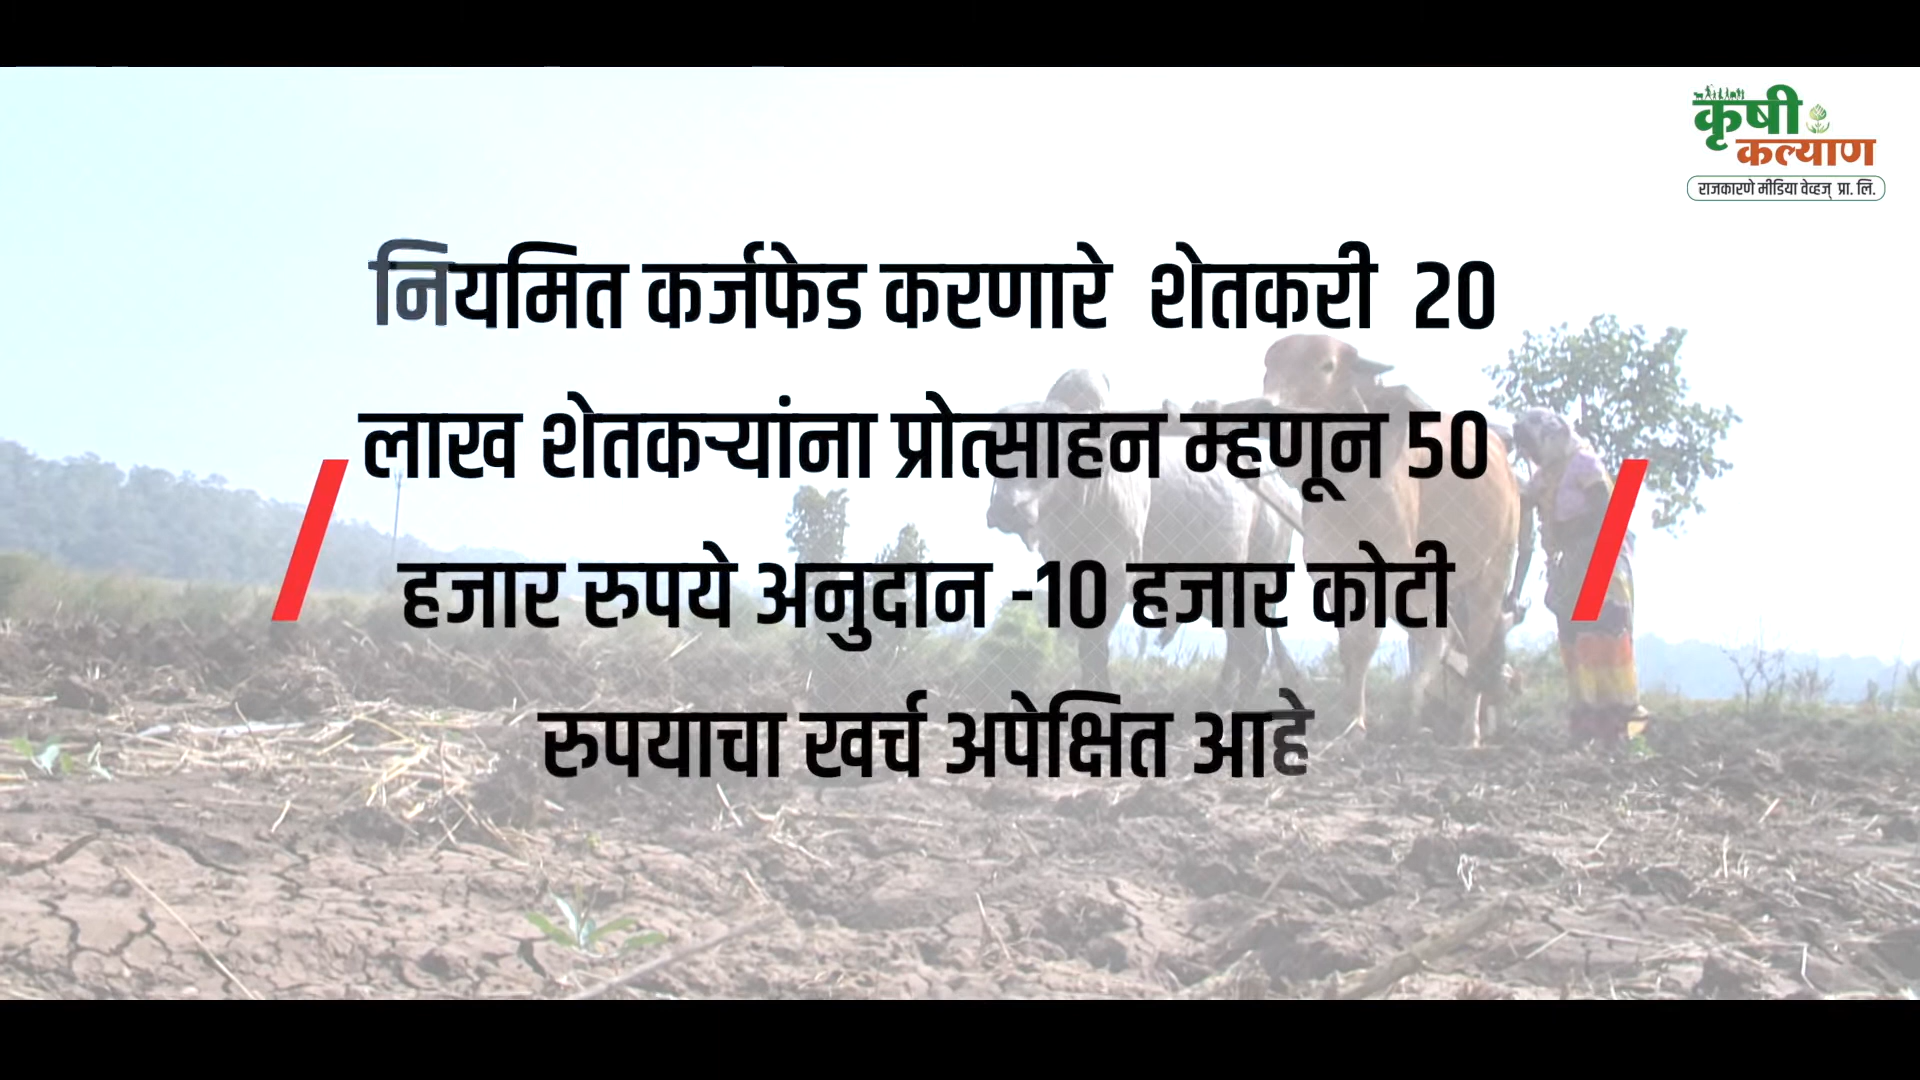 कृषी
कल्याण
राजकारणे मीडिया वेव्हज् प्रा. लि.
नियमित कर्जफेड करणारे शेतकरी 20
लाख शेतकऱ्यांना प्रोत्साहन म्हणून 50
हजार रुपये अनुदान -10 हजार कोटी
रुपयाचा खर्च अपेक्षित आहे